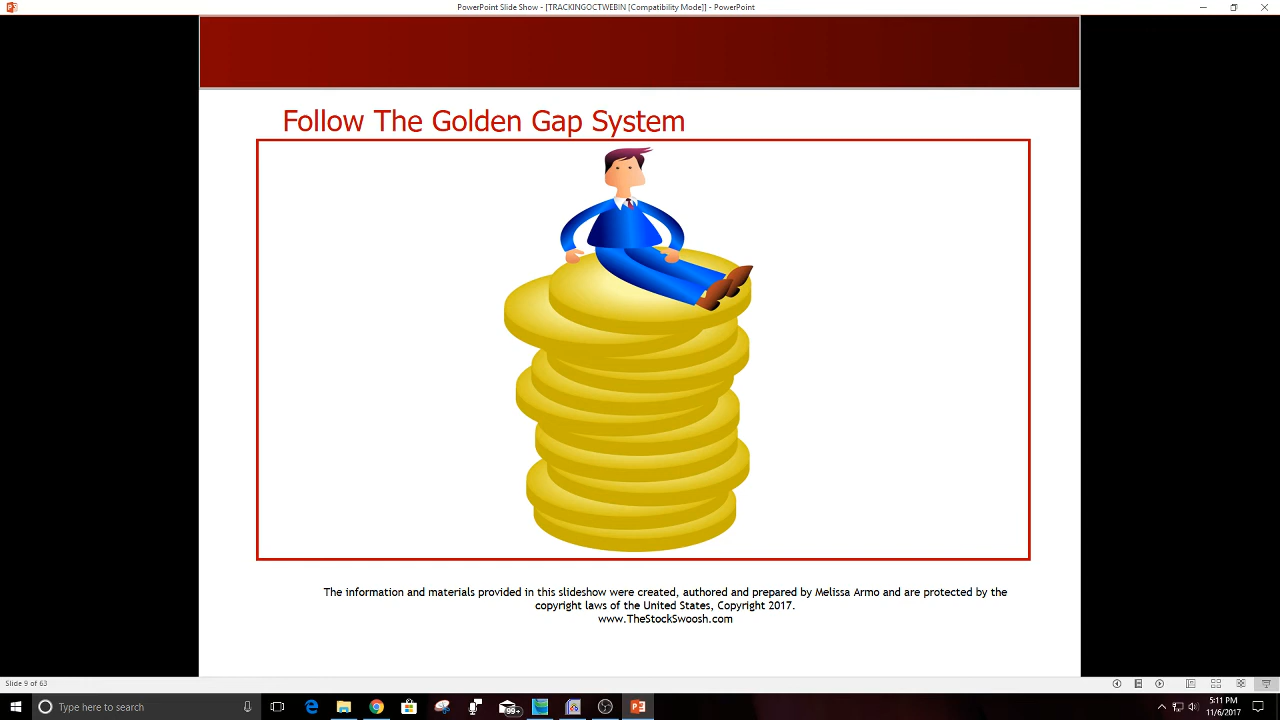 PowerPoint Slide Show - [TRACKINGOCTWEBIN [Compatibility Mode]] - PowerPoint
Follow The Golden Gap System
The information and materials provided in this slideshow were created, authored and prepared by Melissa Armo and are protected by the
copyright laws of the United States, Copyright 2017.
www.TheStockSwoosh.com
Slide 9 of 63
Type here to search
99+
5:11 PM
11/6/2017